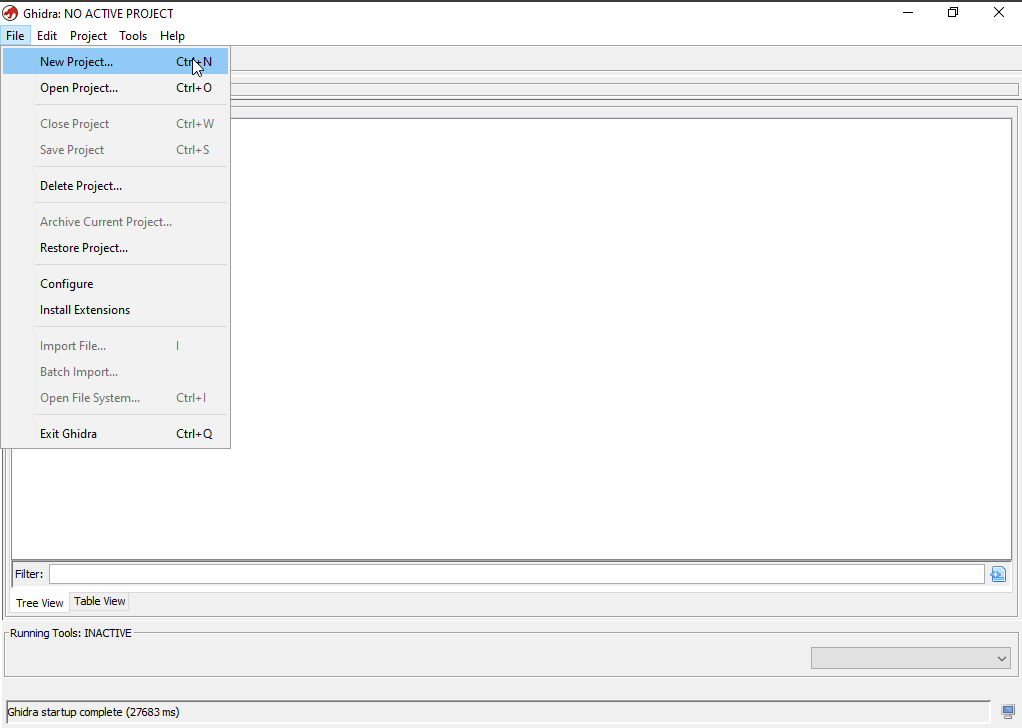 Ghidra: NO ACTIVE PROJECT
File Edit Project Tools Help
New Project... Ctrl+N
Open Project... Ctrl+O
Close Project Ctrl+W
Save Project Ctrl+S
Delete Project...
Archive Current Project...
Restore Project...
Configure
Install Extensions
Import File... I
Batch Import...
Open File System... Ctrl+I
Exit Ghidra Ctrl+Q
Filter:
Tree View Table View
Running Tools: INACTIVE
Ghidra startup complete (27683 ms)